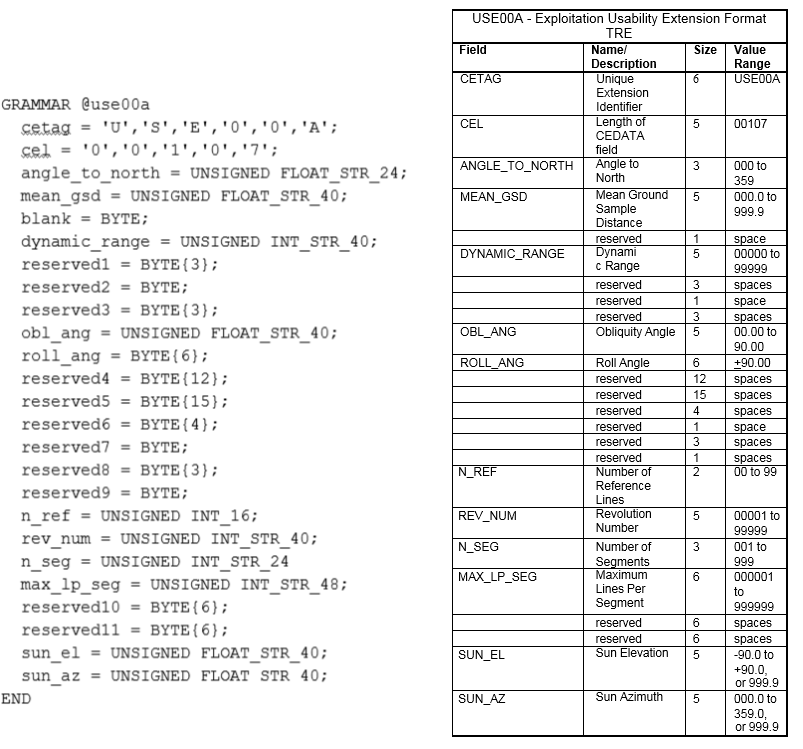 GRAMMAR @use00a
cetag = 'U','S','E','0','0','A';
cel = '0','0','1','0','7';
angle_to_north = UNSIGNED FLOAT_STR_24;
mean_gsd = UNSIGNED FLOAT_STR_40;
blank = BYTE;
dynamic_range = UNSIGNED INT_STR_40;
reserved1 = BYTE{3};
reserved2 = BYTE;
reserved3 = BYTE{3};
obl_ang = UNSIGNED FLOAT_STR_40;
roll_ang = BYTE{6};
reserved4 = BYTE{12};
reserved5 = BYTE{15};
reserved6 = BYTE{4};
reserved7 = BYTE;
reserved8 = BYTE{3};
reserved9 = BYTE;
n_ref = UNSIGNED INT_16;
rev_num = UNSIGNED INT_STR_40;
n_seg = UNSIGNED INT_STR_24
max_lp_seg = UNSIGNED INT_STR_48;
reserved10 = BYTE{6};
reserved11 = BYTE{6};
sun_el = UNSIGNED FLOAT_STR_40;
sun_az = UNSIGNED FLOAT STR 40;
END
USE00A - Exploitation Usability Extension Format
TRE
Field Name/ Size Value
Description Range
CETAG Unique 6 USE00A
Extension
Identifier
CEL Length of 5 00107
CEDATA
field
ANGLE_TO_NORTH Angle to 3 000 to
North 359
MEAN_GSD Mean Ground 5 000.0 to
Sample 999.9
Distance
reserved 1 space
DYNAMIC_RANGE Dynami 5 00000 to
c Range 99999
reserved 3 spaces
reserved 1 space
reserved 3 spaces
OBL_ANG Obliquity Angle 5 00.00 to
90.00
ROLL_ANG Roll Angle 6 ±90.00
reserved 12 spaces
reserved 15 spaces
reserved 4 spaces
reserved 1 space
reserved 3 spaces
reserved 1 spaces
N_REF Number of 2 00 to 99
Reference
Lines
REV_NUM Revolution 5 00001 to
Number 99999
N_SEG Number of 3 001 to
Segments 999
MAX_LP_SEG Maximum 6 000001
Lines Per to
Segment 999999
reserved 6 spaces
reserved 6 spaces
SUN_EL Sun Elevation 5 -90.0 to
+90.0,
or 999.9
SUN_AZ Sun Azimuth 5 000.0 to
359.0,
or 999.9